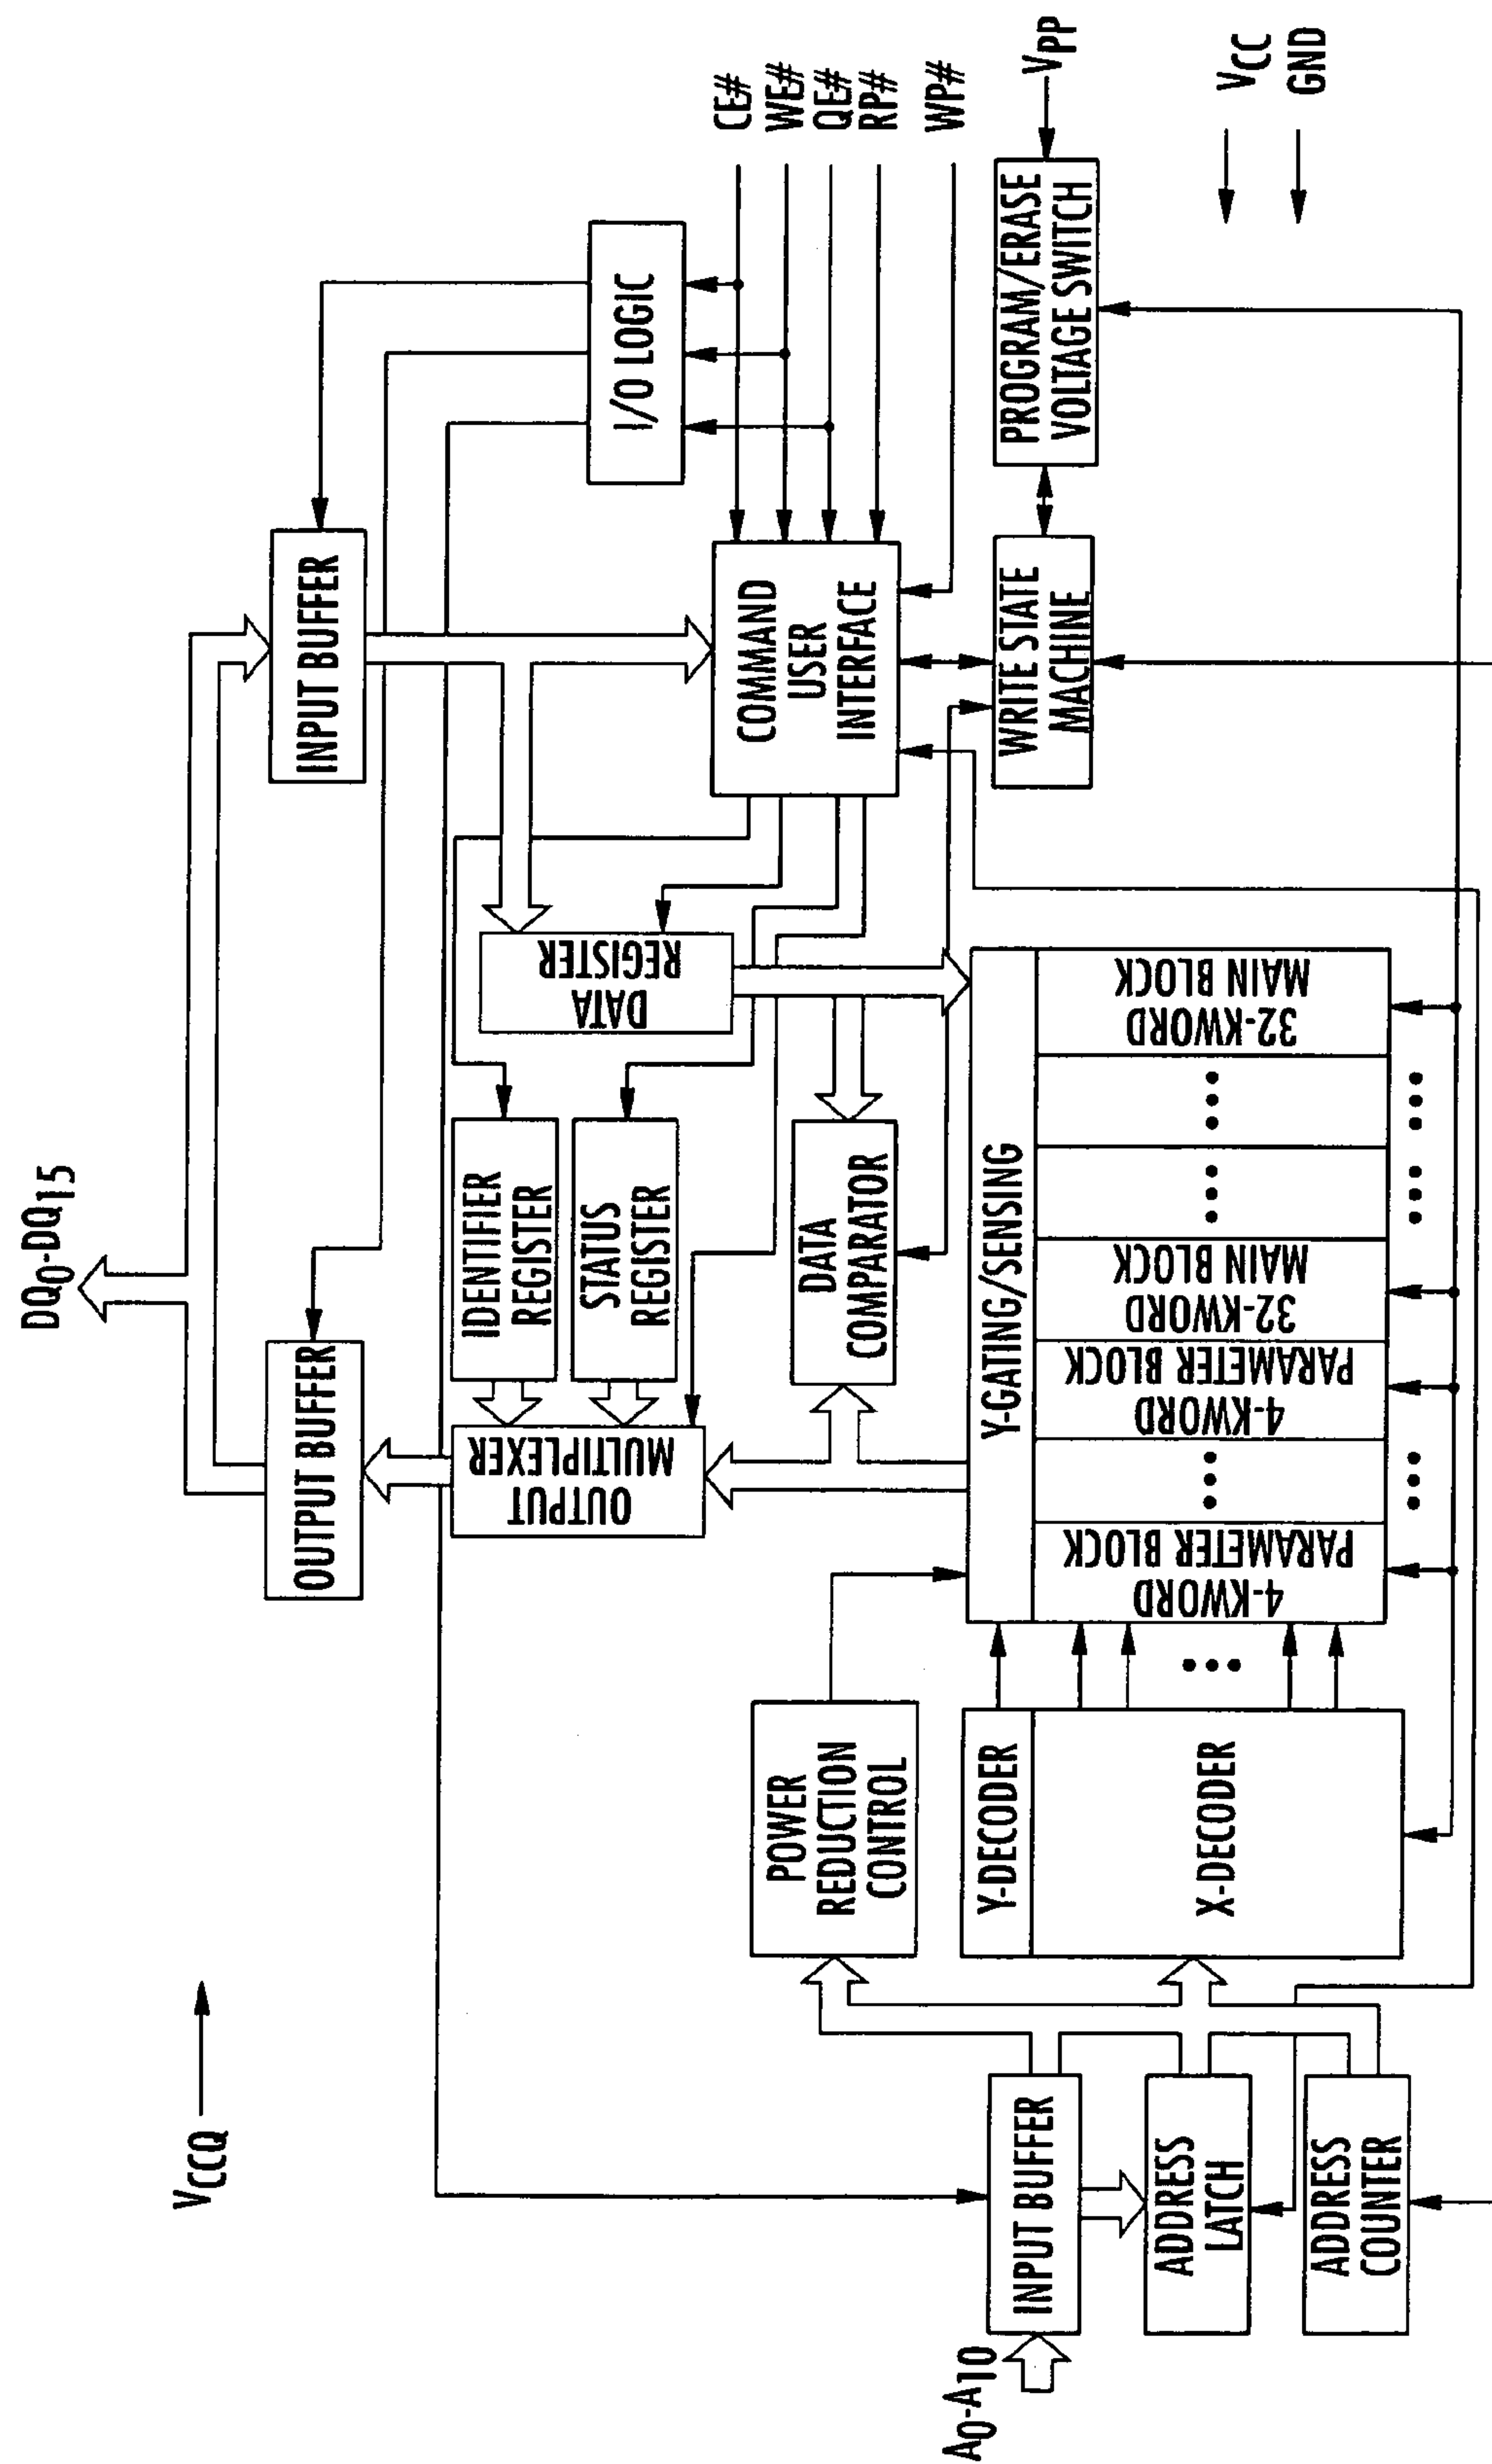 DQ0-DQ15
VCCQ
OUTPUT BUFFER
INPUT BUFFER
I/O LOGIC
IDENTIFIER
REGISTER
STATUS
REGISTER
DATA
REGISTER
OUTPUT
MULTIPLEXER
CE#
WE#
QE#
RP#
WP#
COMMAND
USER
INTERFACE
POWER
REDUCTION
CONTROL
DATA
COMPARATOR
A0-A10
INPUT BUFFER
Y-DECODER
Y-GATING/SENSING
WRITE STATE
MACHINE
PROGRAM/ERASE
VOLTAGE SWITCH
VPP
ADDRESS
LATCH
X-DECODER
4-KWORD
PARAMETER BLOCK
4-KWORD
PARAMETER BLOCK
32-KWORD
MAIN BLOCK
32-KWORD
MAIN BLOCK
VCC
GND
ADDRESS
COUNTER